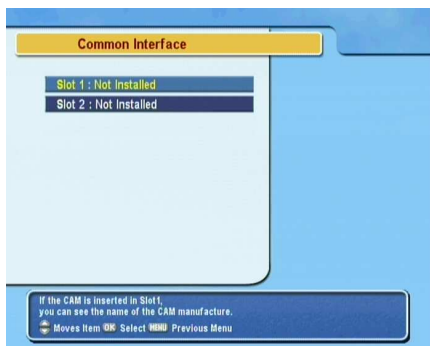 Common Interface
Slot 1 : Not Installed
Slot 2 : Not Installed
If the CAM is inserted in Slot1,
you can see the name of the CAM manufacture.
Moves Item OK Select MENU Previous Menu